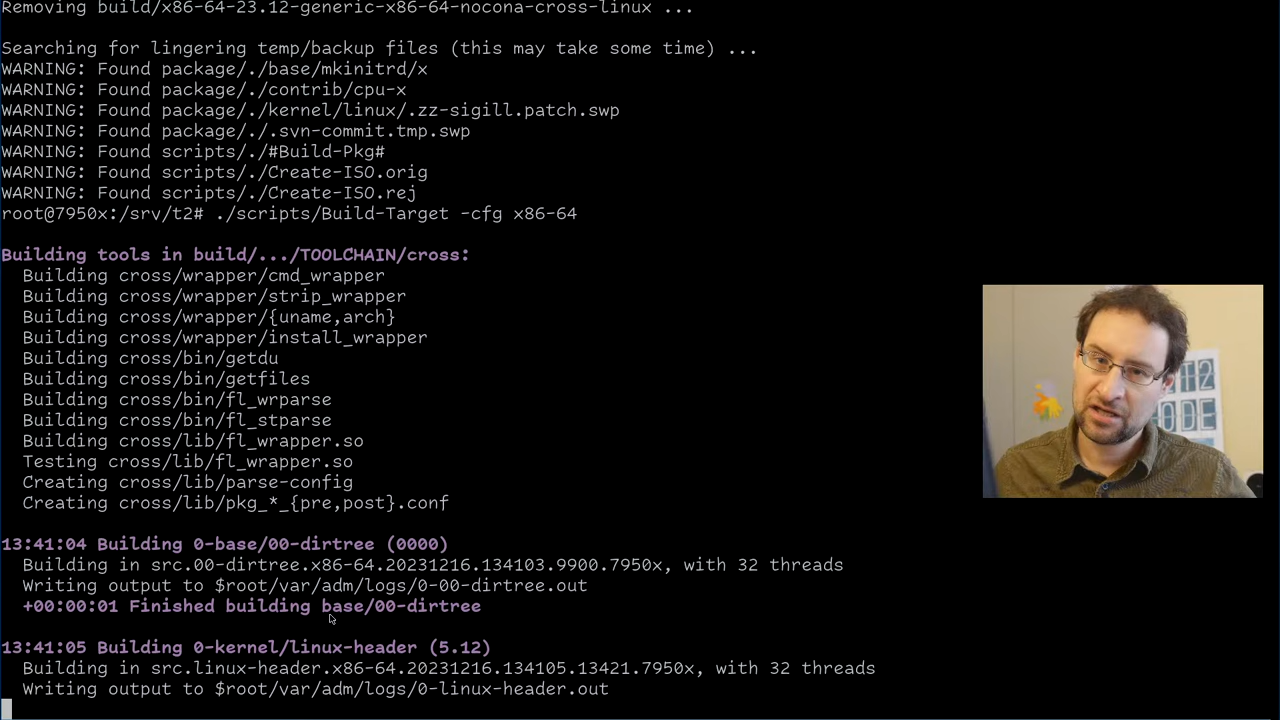 Removing build/x86-64-23.12-generic-x86-64-nocona-cross-linux ...
Searching for lingering temp/backup files (this may take some time) ...
WARNING: Found package/./base/mkinitrd/x
WARNING: Found package/./contrib/cpu-x
WARNING: Found package/./kernel/linux/.zz-sigill.patch.swp
WARNING: Found package/./.svn-commit.tmp.swp
WARNING: Found scripts/./#Build-Pkg#
WARNING: Found scripts/./Create-ISO.orig
WARNING: Found scripts/./Create-ISO.rej
root@7950x:/srv/t2# ./scripts/Build-Target -cfg x86-64
Building tools in build/.../TOOLCHAIN/cross:
Building cross/wrapper/cmd_wrapper
Building cross/wrapper/strip_wrapper
Building cross/wrapper/{uname,arch}
Building cross/wrapper/install_wrapper
Building cross/bin/getdu
Building cross/bin/getfiles
Building cross/bin/fl_wrparse
Building cross/bin/fl_stparse
Building cross/lib/fl_wrapper.so
Testing cross/lib/fl_wrapper.so
Creating cross/lib/parse-config
Creating cross/lib/pkg_*_{pre,post}.conf
13:41:04 Building 0-base/00-dirtree (0000)
Building in src.00-dirtree.x86-64.20231216.134103.9900.7950x, with 32 threads
Writing output to $root/var/adm/logs/0-00-dirtree.out
+00:00:01 Finished building base/00-dirtree
13:41:05 Building 0-kernel/linux-header (5.12)
Building in src.linux-header.x86-64.20231216.134105.13421.7950x, with 32 threads
Writing output to $root/var/adm/logs/0-linux-header.out